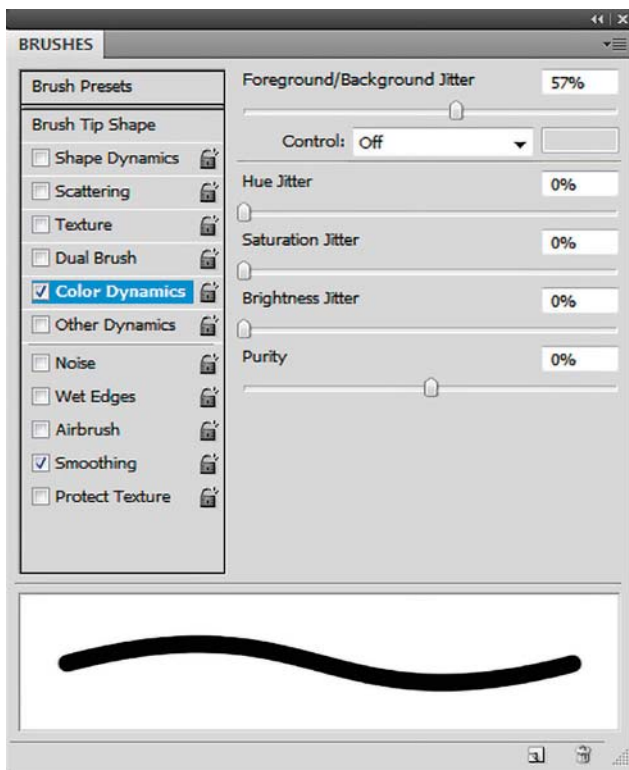 BRUSHES
Brush Presets
Brush Tip Shape
Shape Dynamics
Scattering
Texture
Dual Brush
Color Dynamics
Other Dynamics
Noise
Wet Edges
Airbrush
Smoothing
Protect Texture
Foreground/Background Jitter 57%
Control: Off
Hue Jitter 0%
Saturation Jitter 0%
Brightness Jitter 0%
Purity 0%